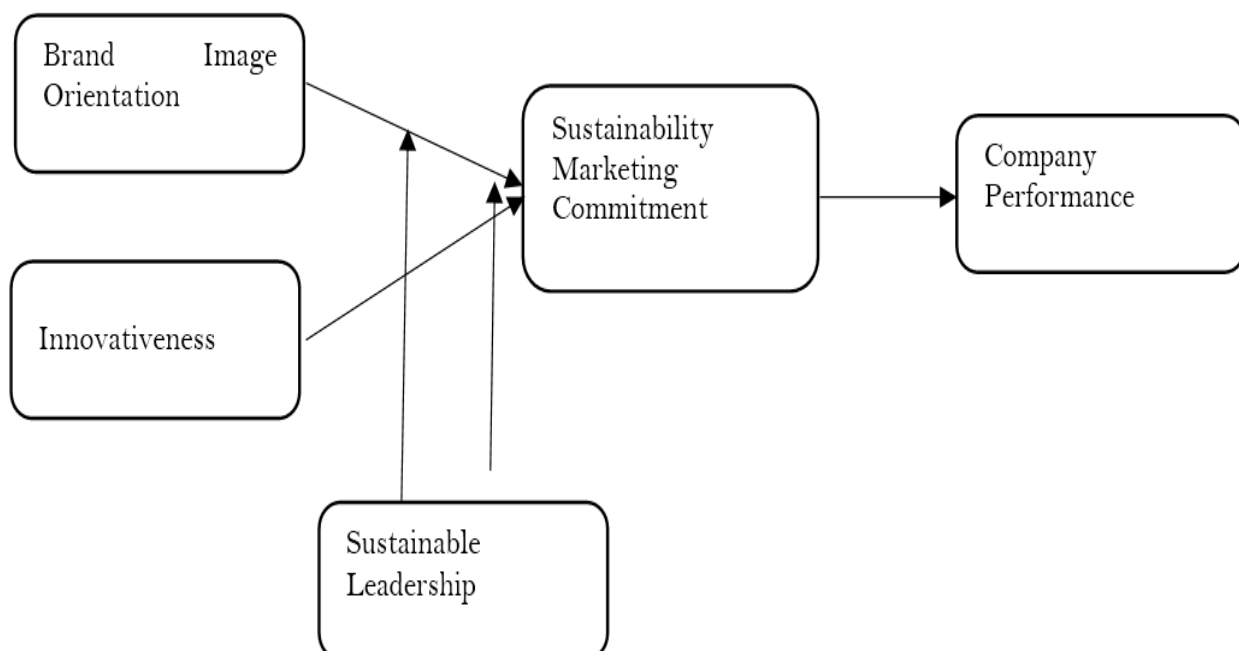 Brand Image
Orientation
Sustainability
Marketing
Commitment
Company
Performance
Innovativeness
Sustainable
Leadership